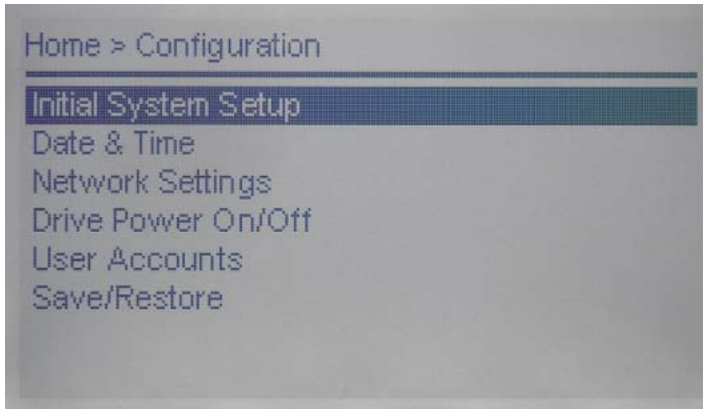 Home > Configuration
Initial System Setup
Date & Time
Network Settings
Drive Power On/Off
User Accounts
Save/Restore